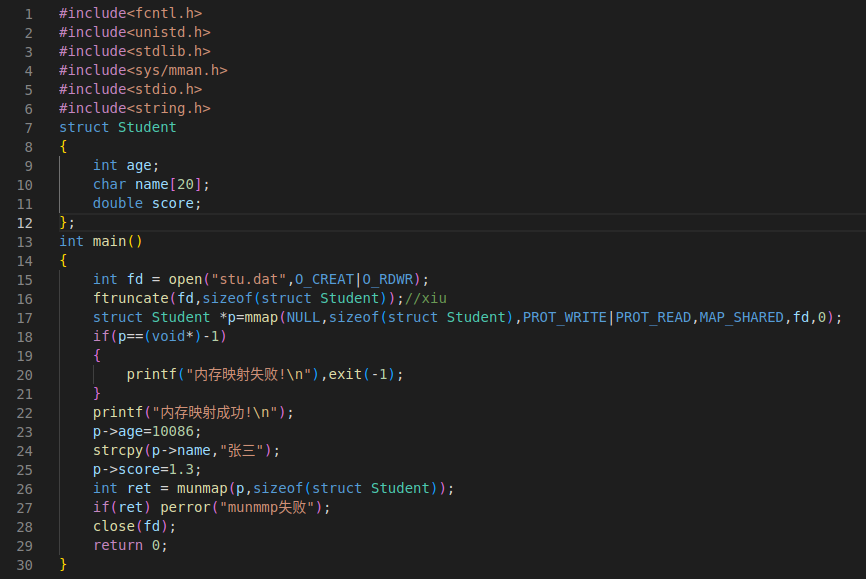 1 #include<fcntl.h>
2 #include<unistd.h>
3 #include<stdlib.h>
4 #include<sys/mman.h>
5 #include<stdio.h>
6 #include<string.h>
7 struct Student
8 {
9     int age;
10     char name[20];
11     double score;
12 };
13 int main()
14 {
15     int fd = open("stu.dat",O_CREAT|O_RDWR);
16     ftruncate(fd,sizeof(struct Student));//xiu
17     struct Student *p=mmap(NULL,sizeof(struct Student),PROT_WRITE|PROT_READ,MAP_SHARED,fd,0);
18     if(p==(void*)-1)
19     {
20         printf("内存映射失败!\n"),exit(-1);
21     }
22     printf("内存映射成功!\n");
23     p->age=10086;
24     strcpy(p->name,"张三");
25     p->score=1.3;
26     int ret = munmap(p,sizeof(struct Student));
27     if(ret) perror("munmmp失败");
28     close(fd);
29     return 0;
30 }